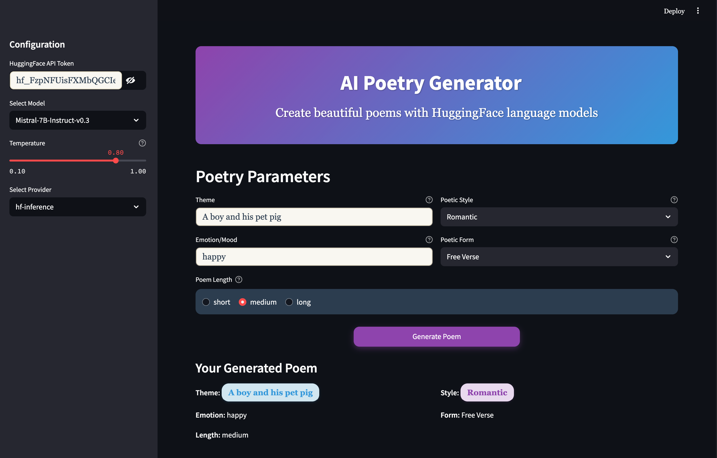 Deploy
Configuration
HuggingFace API Token
Select Model
Mistral-7B-Instruct-v0.3
Temperature
0.80
0.10 1.00
Select Provider
hf-inference
AI Poetry Generator
Create beautiful poems with HuggingFace language models
Poetry Parameters
Theme
A boy and his pet pig
Poetic Style
Romantic
Emotion/Mood
happy
Poetic Form
Free Verse
Poem Length
short medium long
Generate Poem
Your Generated Poem
Theme: A boy and his pet pig
Style: Romantic
Emotion: happy
Form: Free Verse
Length: medium